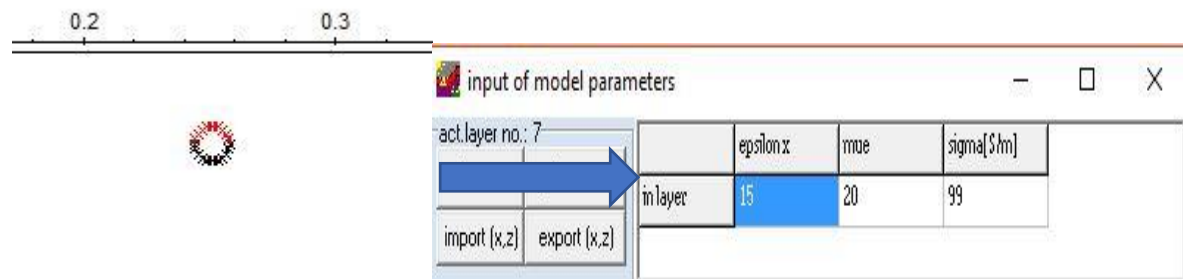 0.2 0.3
input of model parameters
act.layer no.: 7
epsilon x mue sigma[S/m]
in layer 15 20 99
import (x,z) export (x,z)